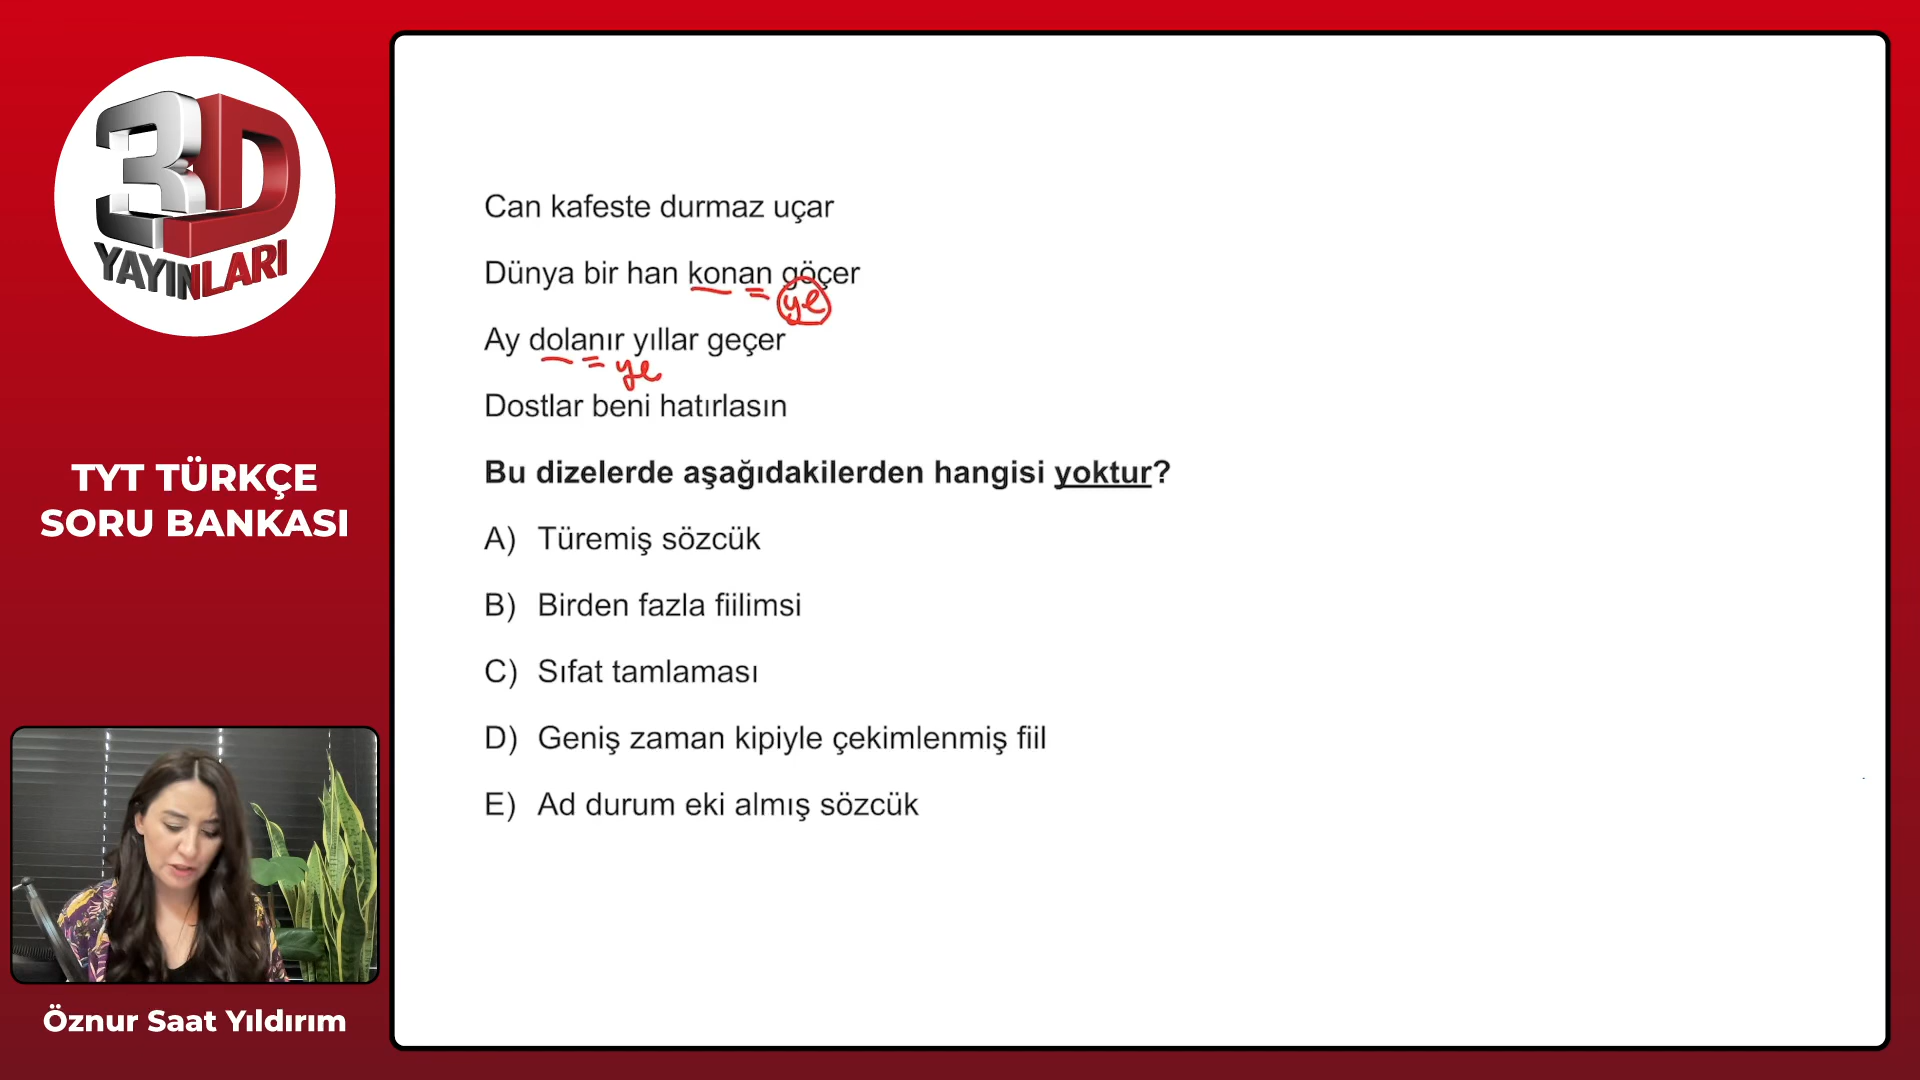 3D
YAYINLARI
TYT TÜRKÇE
SORU BANKASI
Öznur Saat Yıldırım
Can kafeste durmaz uçar
Dünya bir han konan göçer
ye
Ay dolanır yıllar geçer
ye
Dostlar beni hatırlasın
Bu dizelerde aşağıdakilerden hangisi yoktur?
A) Türemiş sözcük
B) Birden fazla fiilimsi
C) Sıfat tamlaması
D) Geniş zaman kipiyle çekimlenmiş fiil
E) Ad durum eki almış sözcük